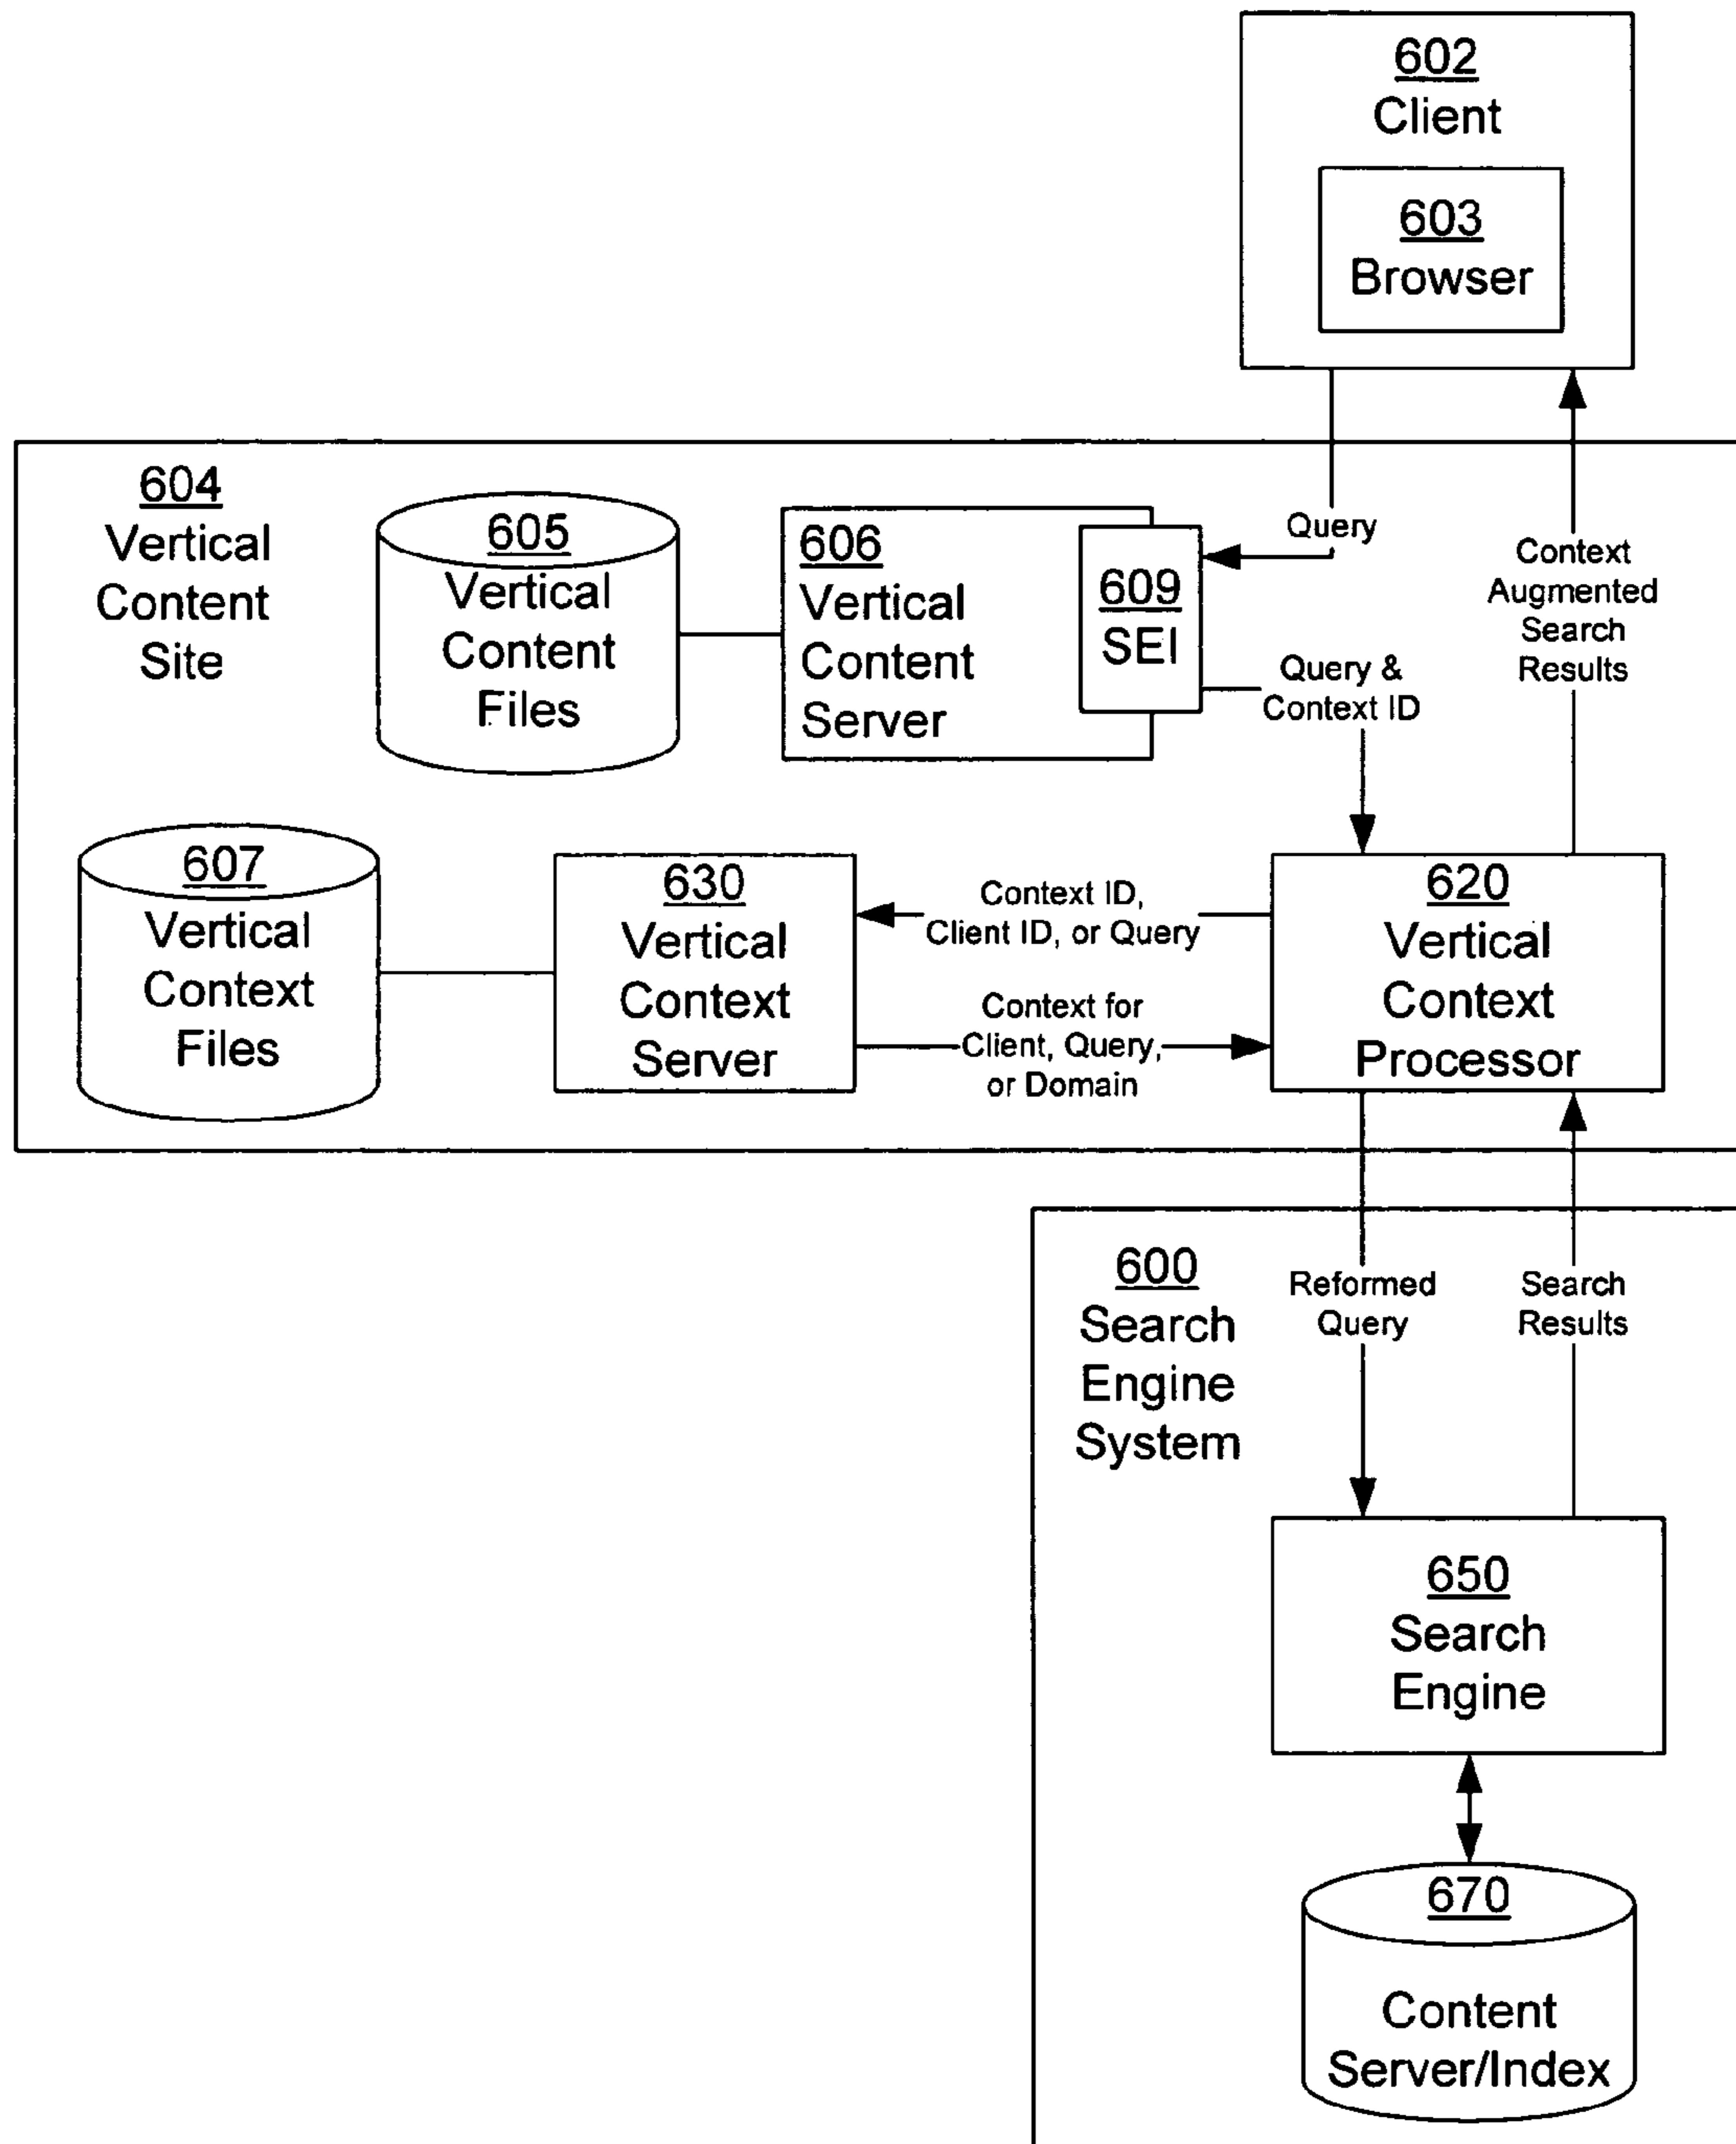 602
Client
603
Browser
604
Vertical
Content
Site
605
Vertical
Content
Files
606
Vertical
Content
Server
609
SEI
Query
Query &
Context ID
Context
Augmented
Search
Results
607
Vertical
Context
Files
630
Vertical
Context
Server
Context ID,
Client ID, or Query
Context for
Client, Query,
or Domain
620
Vertical
Context
Processor
600
Search
Engine
System
Reformed
Query
Search
Results
650
Search
Engine
670
Content
Server/Index